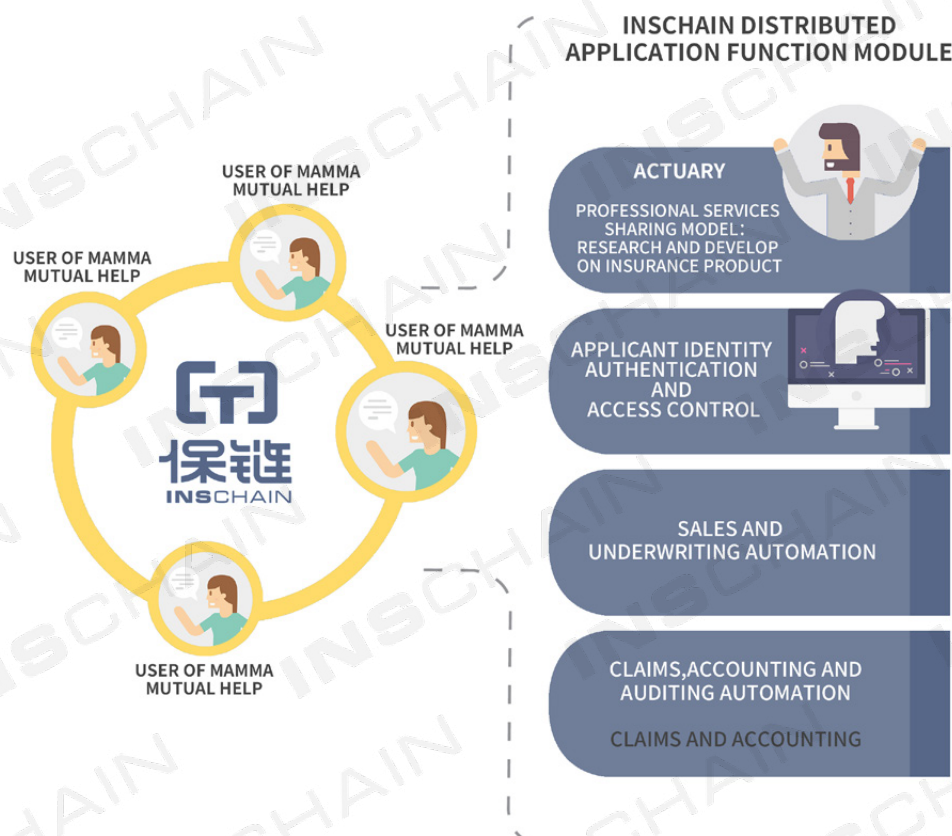 INSCHAIN DISTRIBUTED
APPLICATION FUNCTION MODULE
USER OF MAMMA
MUTUAL HELP
USER OF MAMMA
MUTUAL HELP
USER OF MAMMA
MUTUAL HELP
保链
INSCHAIN
USER OF MAMMA
MUTUAL HELP
ACTUARY
PROFESSIONAL SERVICES
SHARING MODEL:
RESEARCH AND DEVELOP
ON INSURANCE PRODUCT
APPLICANT IDENTITY
AUTHENTICATION
AND
ACCESS CONTROL
SALES AND
UNDERWRITING AUTOMATION
CLAIMS,ACCOUNTING AND
AUDITING AUTOMATION
CLAIMS AND ACCOUNTING